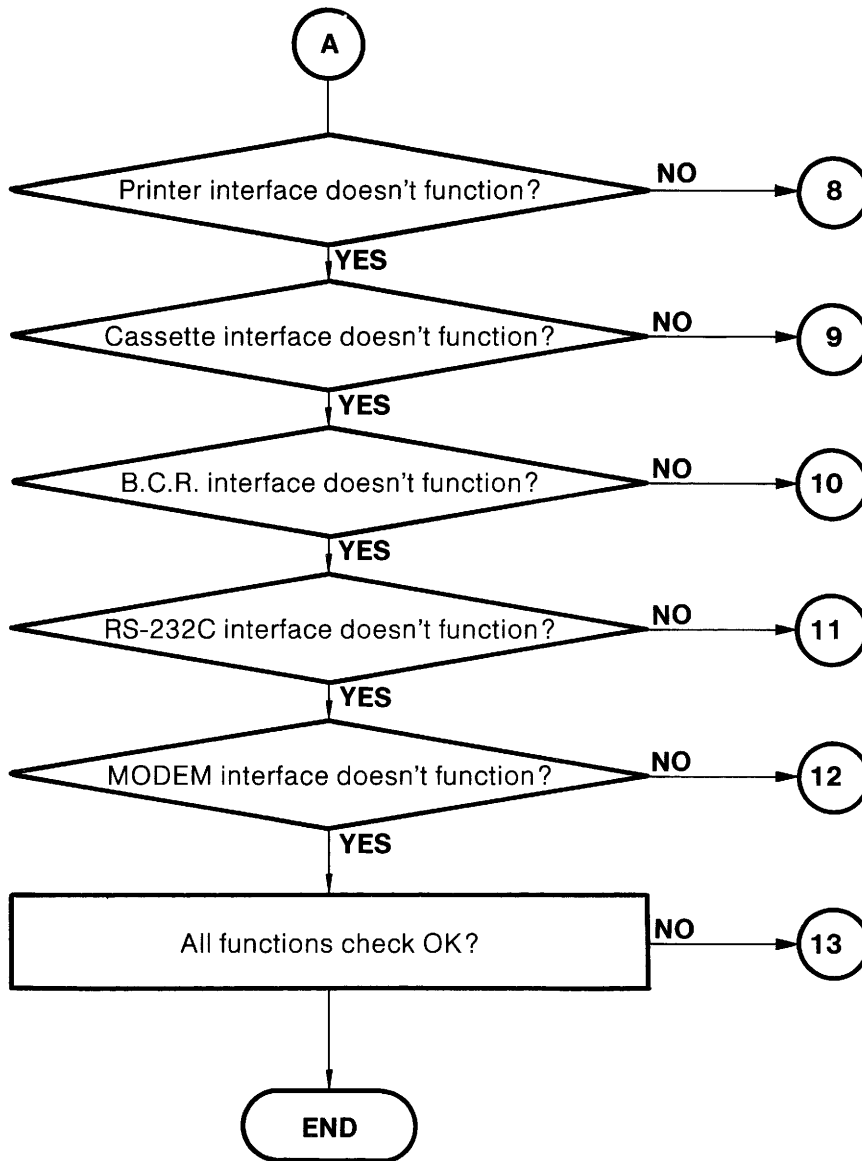 A
Printer interface doesn't function?
NO
8
YES
Cassette interface doesn't function?
NO
9
YES
B.C.R. interface doesn't function?
NO
10
YES
RS-232C interface doesn't function?
NO
11
YES
MODEM interface doesn't function?
NO
12
YES
All functions check OK?
NO
13
END